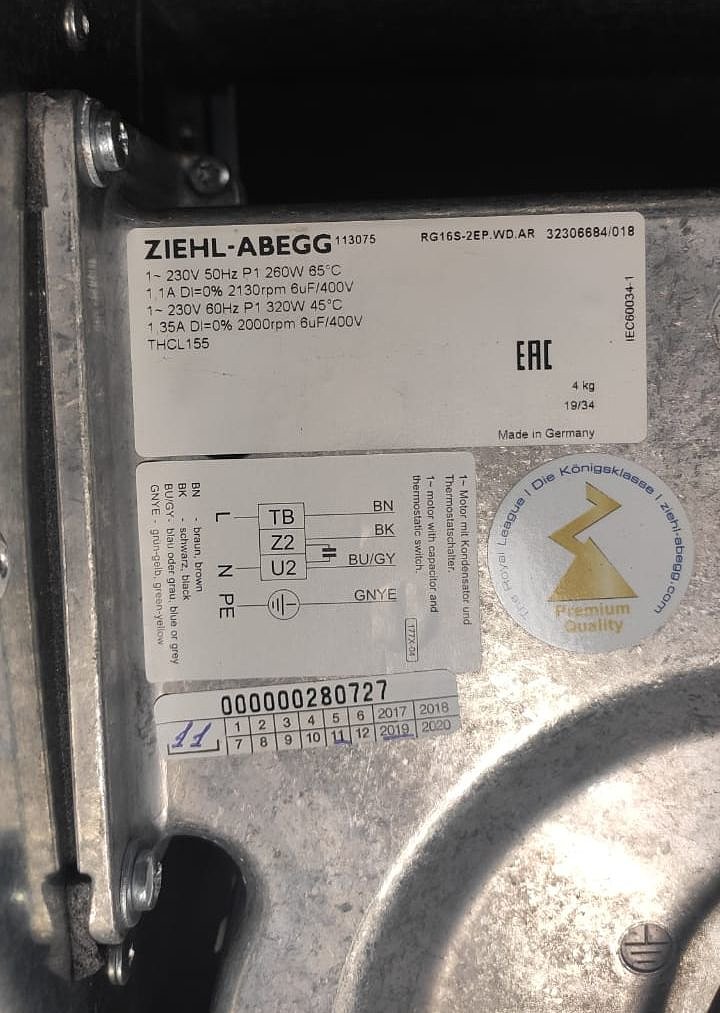 ZIEHL-ABEGG 113075 RG16S-2EP.WD.AR 32306684/018
1~ 230V 50Hz P1 260W 65°C
1,1A DI=0% 2130rpm 6uF/400V
1~ 230V 60Hz P1 320W 45°C
1,35A DI=0% 2000rpm 6uF/400V
THCL155
IEC60034-1
EAC
4 kg
19/34
Made in Germany
1~ Motor mit Kondensator und
Thermostatschalter.
1~ motor with capacitor and
thermostatic switch.
177X-04
BN
BK
BU/GY
GNYE
TB
Z2
U2
L
N
PE
BN - braun, brown
BK - schwarz, black
BU/GY- blau oder grau, blue or grey
GNYE - grün-gelb, green-yellow
The Royal League | Die Königsklasse | ziehl-abegg.com
Premium
Quality
000000280727
11
1 2 3 4 5 6 2017 2018
7 8 9 10 11 12 2019 2020